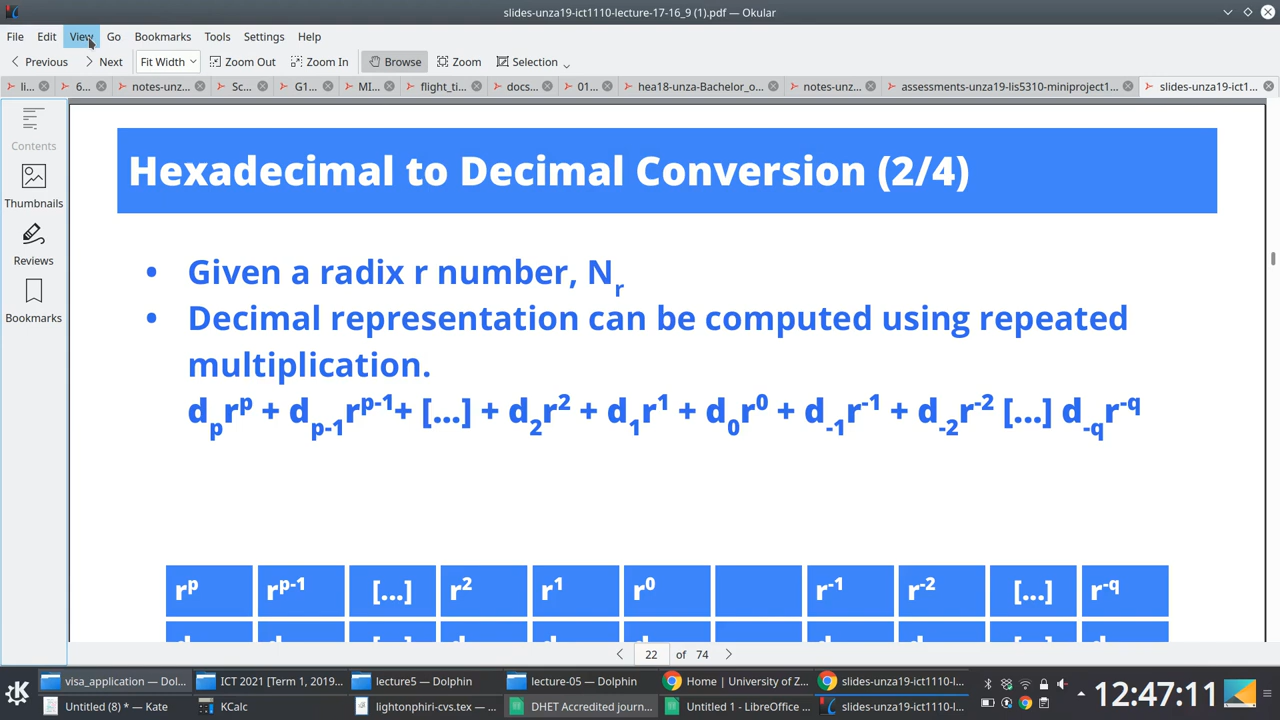 slides-unza19-ict1110-lecture-17-16_9 (1).pdf — Okular
File Edit View Go Bookmarks Tools Settings Help
Previous Next Fit Width Zoom Out Zoom In Browse Zoom Selection
li... 6... notes-unz... Sc... G1... MI... flight_ti... docs... 01... hea18-unza-Bachelor_o... notes-unz... assessments-unza19-lis5310-miniproject1... slides-unza19-ict1...
Contents
Thumbnails
Reviews
Bookmarks
Hexadecimal to Decimal Conversion (2/4)
• Given a radix r number, Nr
• Decimal representation can be computed using repeated
multiplication.
dprp + dp-1rp-1+ [...] + d2r2 + d1r1 + d0r0 + d-1r-1 + d-2r-2 [...] d-qr-q
rp rp-1 [...] r2 r1 r0 r-1 r-2 [...] r-q
22 of 74
visa_application — Dol... ICT 2021 [Term 1, 2019... lecture5 — Dolphin lecture-05 — Dolphin Home | University of Z... slides-unza19-ict1110-l...
Untitled (8) * — Kate KCalc lightonphiri-cvs.tex — ... DHET Accredited journ... Untitled 1 - LibreOffice ... slides-unza19-ict1110-l...
12:47:11